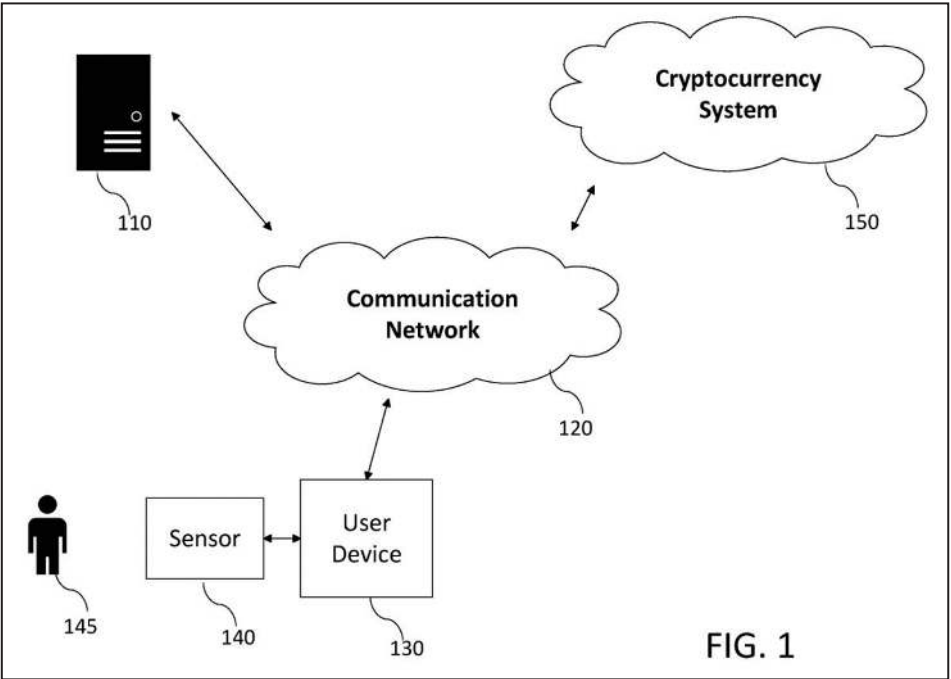 Cryptocurrency
System
110
150
Communication
Network
120
Sensor
User
Device
145
140
130
FIG. 1